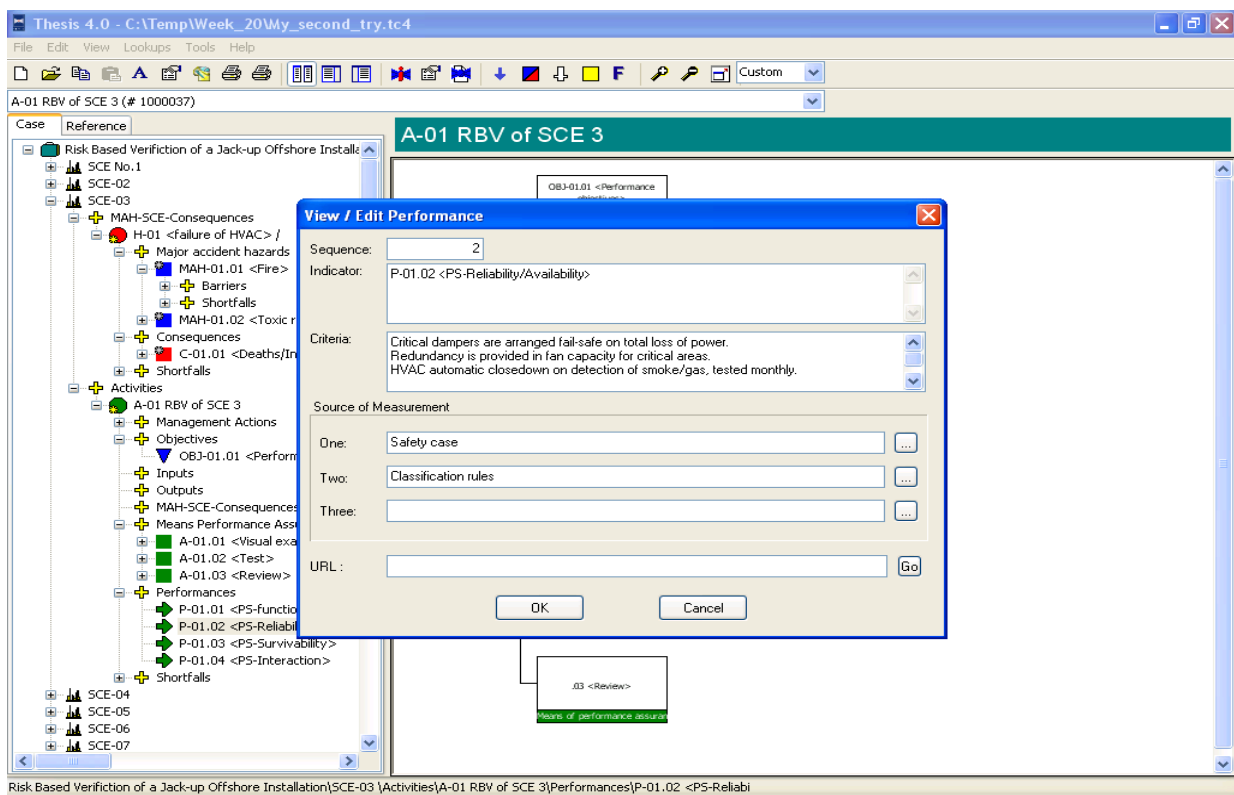 Thesis 4.0 - C:\Temp\Week_20\My_second_try.tc4
File Edit View Lookups Tools Help
Custom
A-01 RBV of SCE 3 (# 1000037)
Case Reference
A-01 RBV of SCE 3
Risk Based Verifiction of a Jack-up Offshore Installa
SCE No.1
SCE-02
SCE-03
MAH-SCE-Consequences
H-01 <failure of HVAC> /
Major accident hazards
MAH-01.01 <Fire>
Barriers
Shortfalls
MAH-01.02 <Toxic r
Consequences
C-01.01 <Deaths/In
Shortfalls
Activities
A-01 RBV of SCE 3
Management Actions
Objectives
OBJ-01.01 <Perform
Inputs
Outputs
MAH-SCE-Consequences
Means Performance Assu
A-01.01 <Visual exa
A-01.02 <Test>
A-01.03 <Review>
Performances
P-01.01 <PS-functio
P-01.02 <PS-Reliabil
P-01.03 <PS-Survivability>
P-01.04 <PS-Interaction>
Shortfalls
SCE-04
SCE-05
SCE-06
SCE-07
OBJ-01.01 <Performance
objectives>
View / Edit Performance
Sequence: 2
Indicator: P-01.02 <PS-Reliability/Availability>
Criteria: Critical dampers are arranged fail-safe on total loss of power.
Redundancy is provided in fan capacity for critical areas.
HVAC automatic closedown on detection of smoke/gas, tested monthly.
Source of Measurement
One: Safety case ...
Two: Classification rules ...
Three: ...
URL : Go
OK Cancel
.03 <Review>
Means of performance assuran
Risk Based Verifiction of a Jack-up Offshore Installation\SCE-03 \Activities\A-01 RBV of SCE 3\Performances\P-01.02 <PS-Reliabi